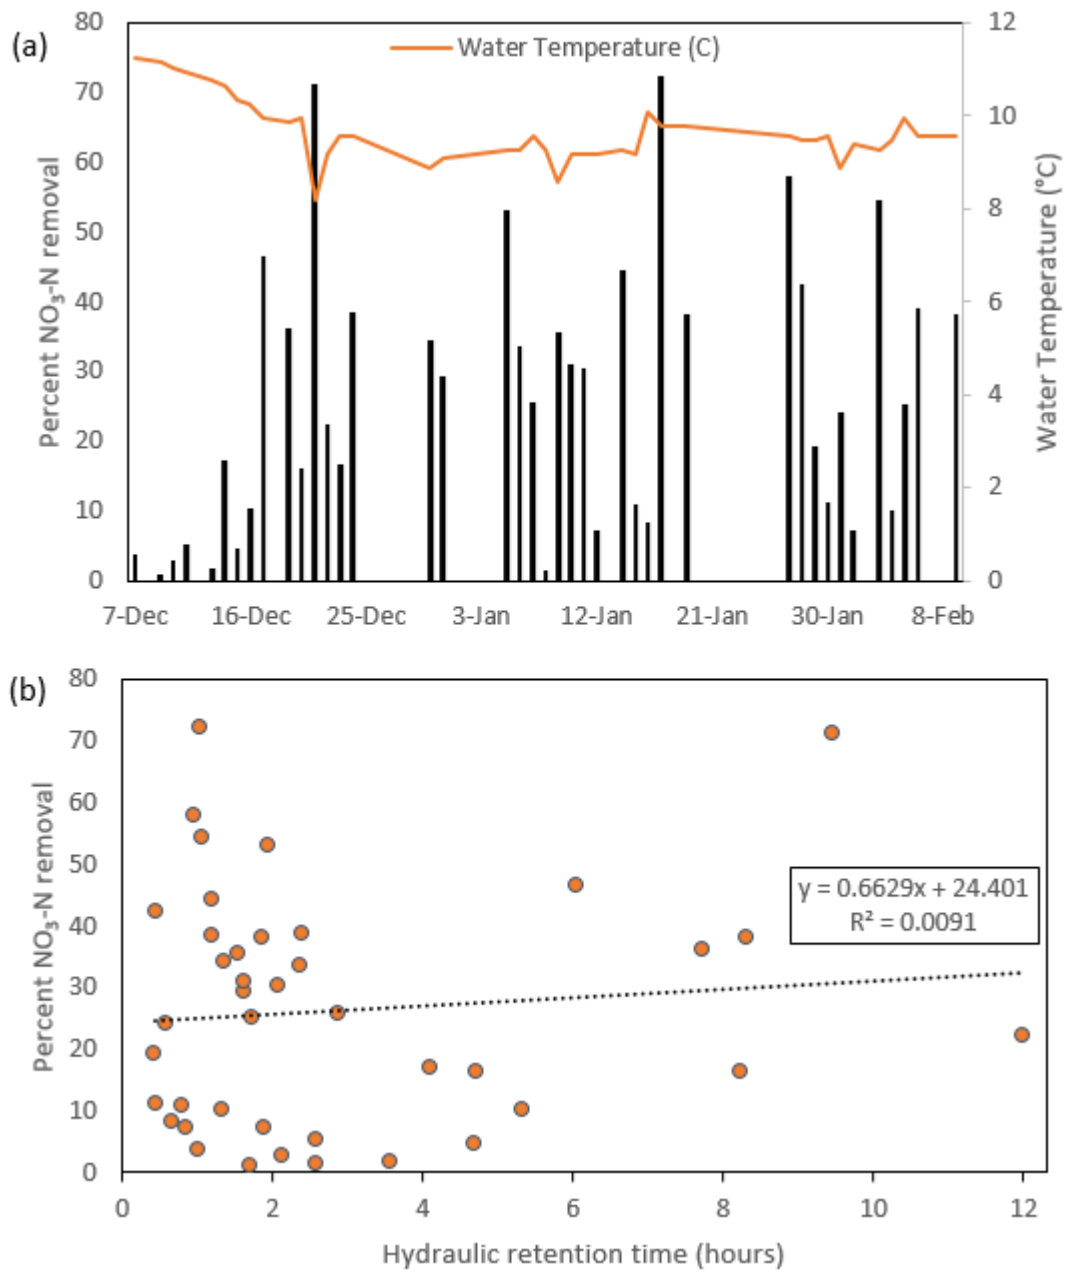 (a)
Water Temperature (C)
80
70
60
50
40
30
20
10
0
Percent NO₃-N removal
12
10
8
6
4
2
0
Water Temperature (°C)
7-Dec 16-Dec 25-Dec 3-Jan 12-Jan 21-Jan 30-Jan 8-Feb
(b)
80
70
60
50
40
30
20
10
0
Percent NO₃-N removal
y = 0.6629x + 24.401
R² = 0.0091
0 2 4 6 8 10 12
Hydraulic retention time (hours)